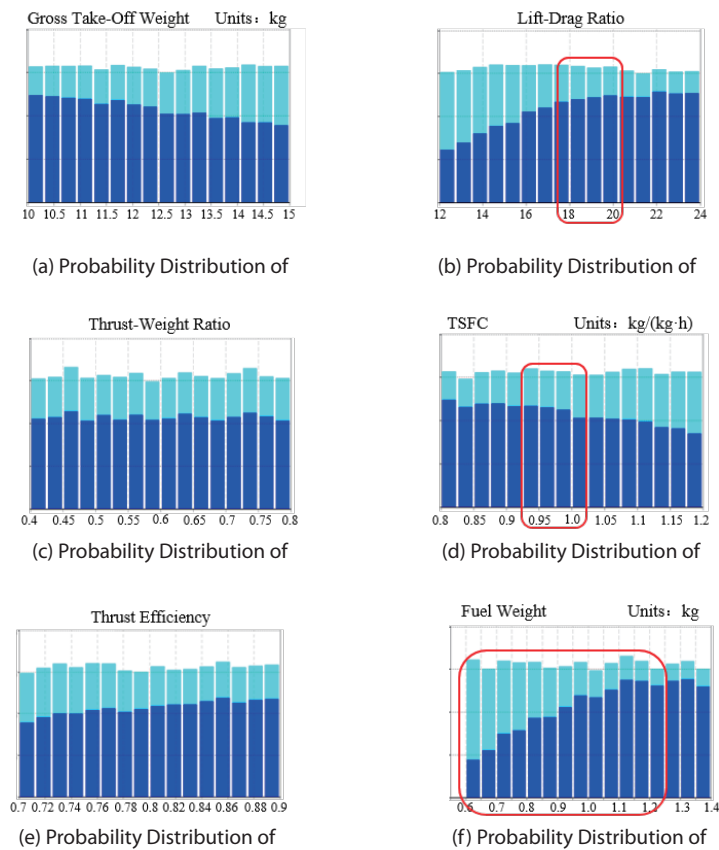 Gross Take-Off Weight Units： kg
10 10.5 11 11.5 12 12.5 13 13.5 14 14.5 15
(a) Probability Distribution of
Lift-Drag Ratio
12 14 16 18 20 22 24
(b) Probability Distribution of
Thrust-Weight Ratio
0.4 0.45 0.5 0.55 0.6 0.65 0.7 0.75 0.8
(c) Probability Distribution of
TSFC Units： kg/(kg·h)
0.8 0.85 0.9 0.95 1.0 1.05 1.1 1.15 1.2
(d) Probability Distribution of
Thrust Efficiency
0.7 0.72 0.74 0.76 0.78 0.8 0.82 0.84 0.86 0.88 0.9
(e) Probability Distribution of
Fuel Weight Units： kg
0.6 0.7 0.8 0.9 1.0 1.1 1.2 1.3 1.4
(f) Probability Distribution of